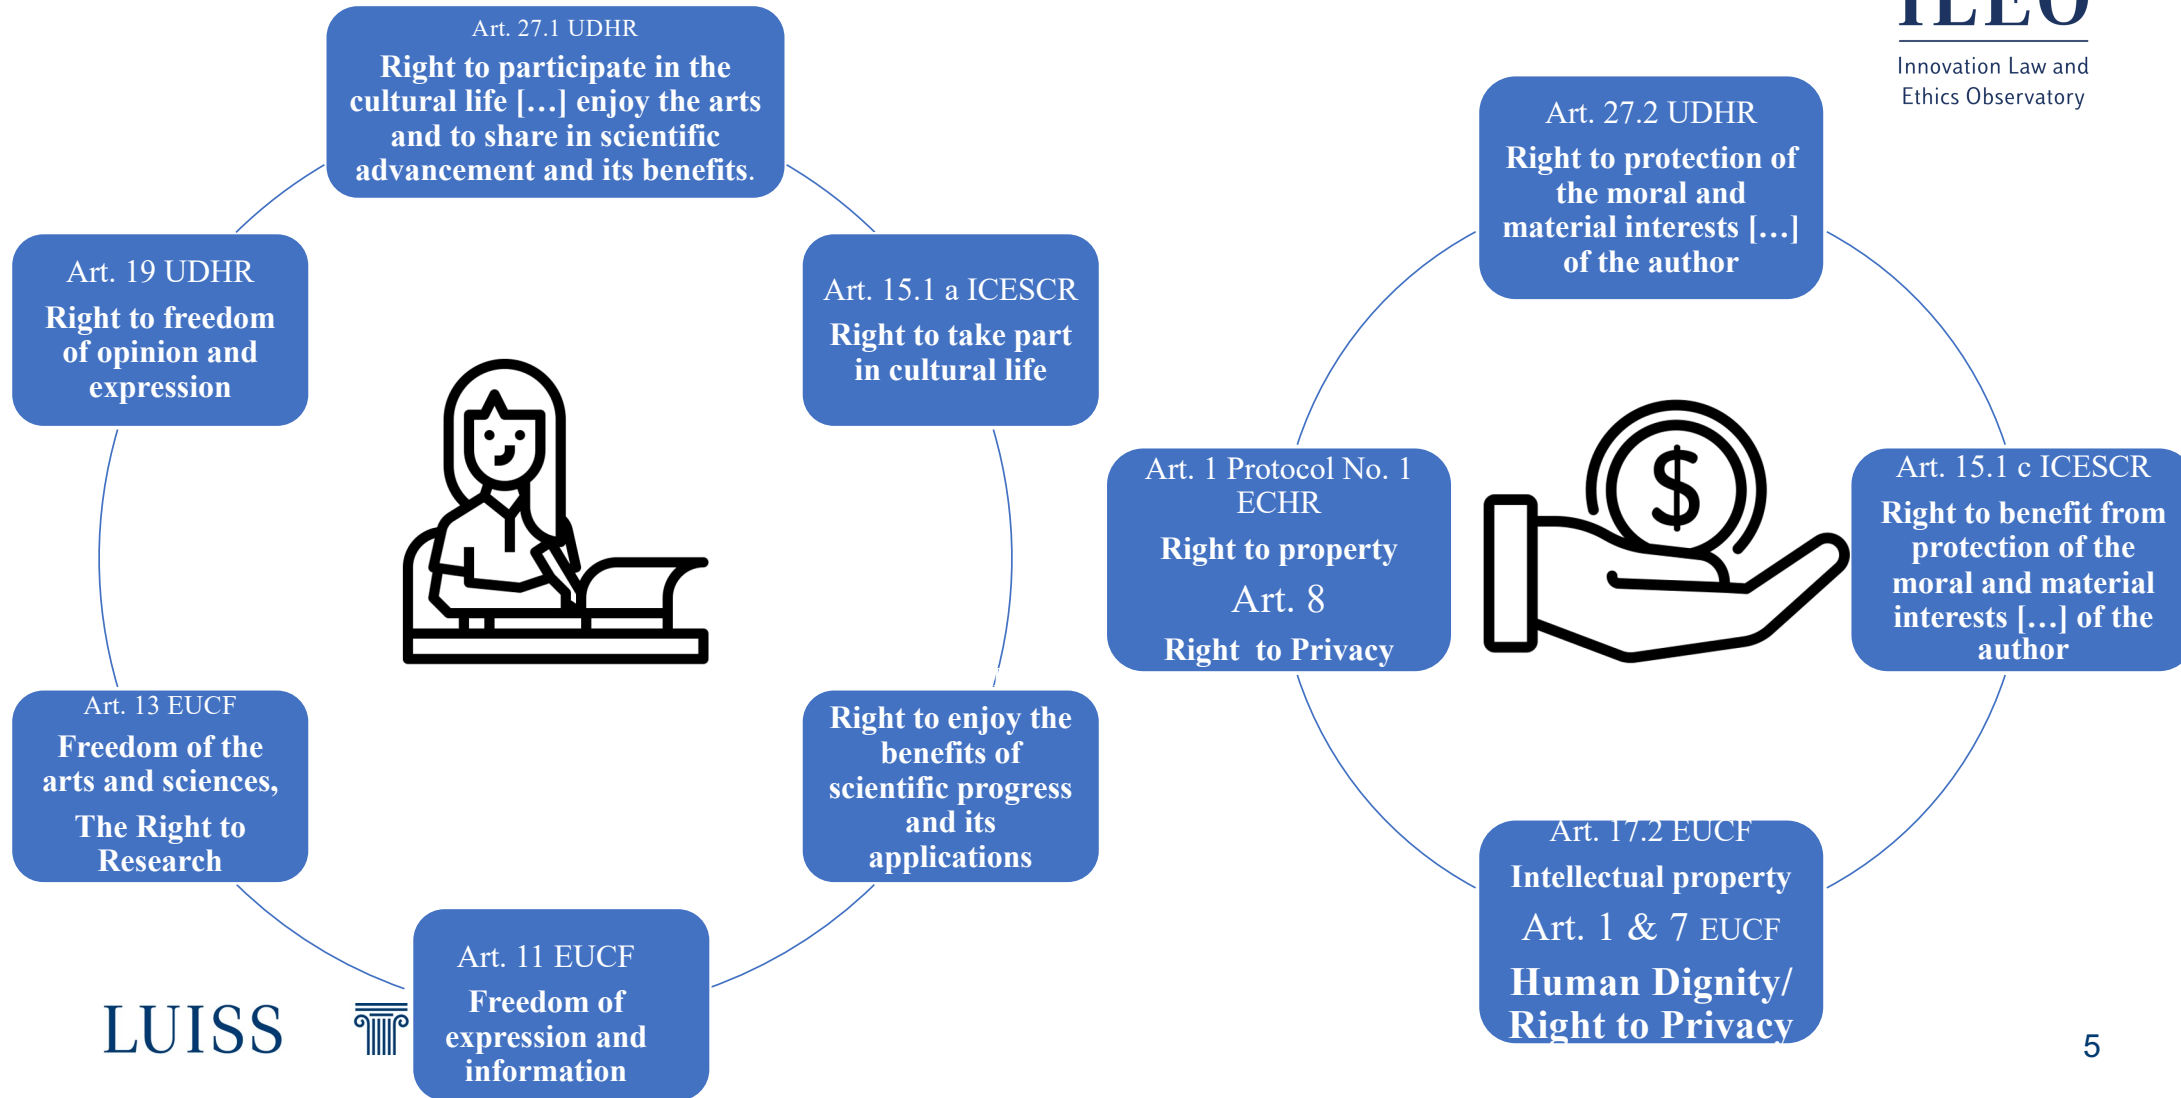 Art. 27.1 UDHR
Right to participate in the
cultural life […] enjoy the arts
and to share in scientific
advancement and its benefits.
Art. 19 UDHR
Right to freedom
of opinion and
expression
Art. 15.1 a ICESCR
Right to take part
in cultural life
Art. 13 EUCF
Freedom of the
arts and sciences,
The Right to
Research
Right to enjoy the
benefits of
scientific progress
and its
applications
Art. 11 EUCF
Freedom of
expression and
information
ILEO
Innovation Law and
Ethics Observatory
Art. 27.2 UDHR
Right to protection of
the moral and
material interests […]
of the author
Art. 1 Protocol No. 1
ECHR
Right to property
Art. 8
Right to Privacy
$
Art. 15.1 c ICESCR
Right to benefit from
protection of the
moral and material
interests […] of the
author
Art. 17.2 EUCF
Intellectual property
Art. 1 & 7 EUCF
Human Dignity/
Right to Privacy
LUISS
5